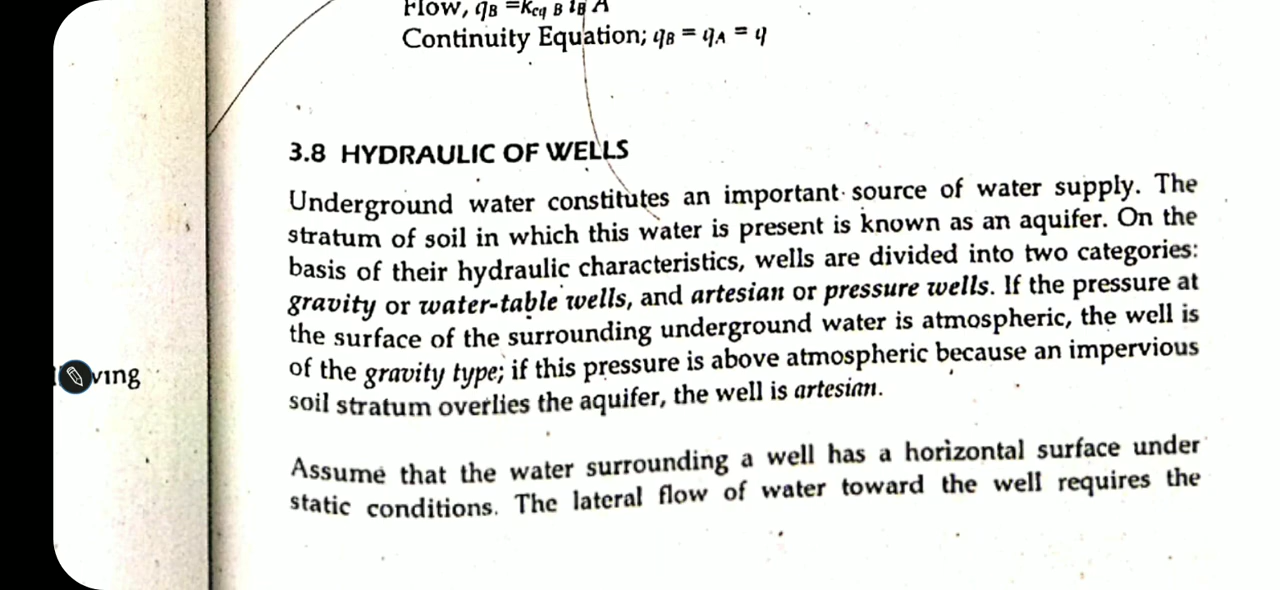 Flow, qB =Keq B iB A
Continuity Equation; qB = qA = q
3.8 HYDRAULIC OF WELLS
Underground water constitutes an important source of water supply. The
stratum of soil in which this water is present is known as an aquifer. On the
basis of their hydraulic characteristics, wells are divided into two categories:
gravity or water-table wells, and artesian or pressure wells. If the pressure at
the surface of the surrounding underground water is atmospheric, the well is
of the gravity type; if this pressure is above atmospheric because an impervious
ving
soil stratum overlies the aquifer, the well is artesian.
Assume that the water surrounding a well has a horizontal surface under
static conditions. The lateral flow of water toward the well requires the